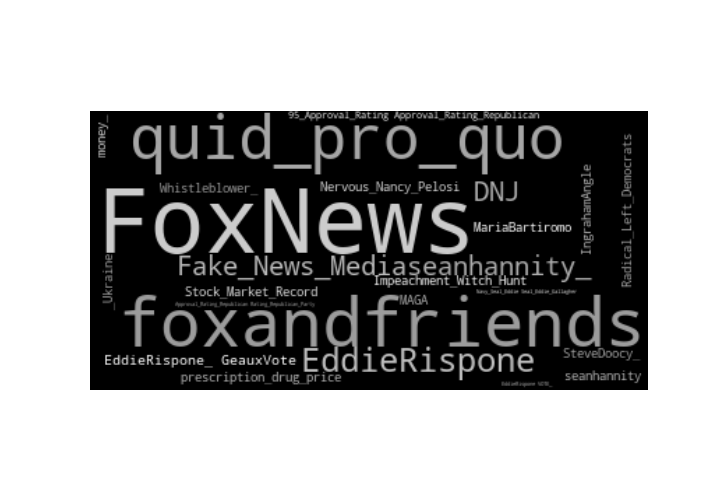 95_Approval_Rating Approval_Rating_Republican
money_
quid_pro_quo
Whistleblower_
Nervous_Nancy_Pelosi
DNJ
IngrahamAngle
Radical_Left_Democrats
FoxNews
MariaBartiromo
Fake_News_Mediaseanhannity_
_Ukraine
Impeachment_Witch_Hunt
Stock_Market_Record
Navy_Seal_Eddie Seal_Eddie_Gallagher
MAGA
Approval_Rating_Republican Rating_Republican_Party
foxandfriends
EddieRispone_ GeauxVote
EddieRispone
SteveDoocy_
prescription_drug_price
seanhannity
EddieRispone VOTE_